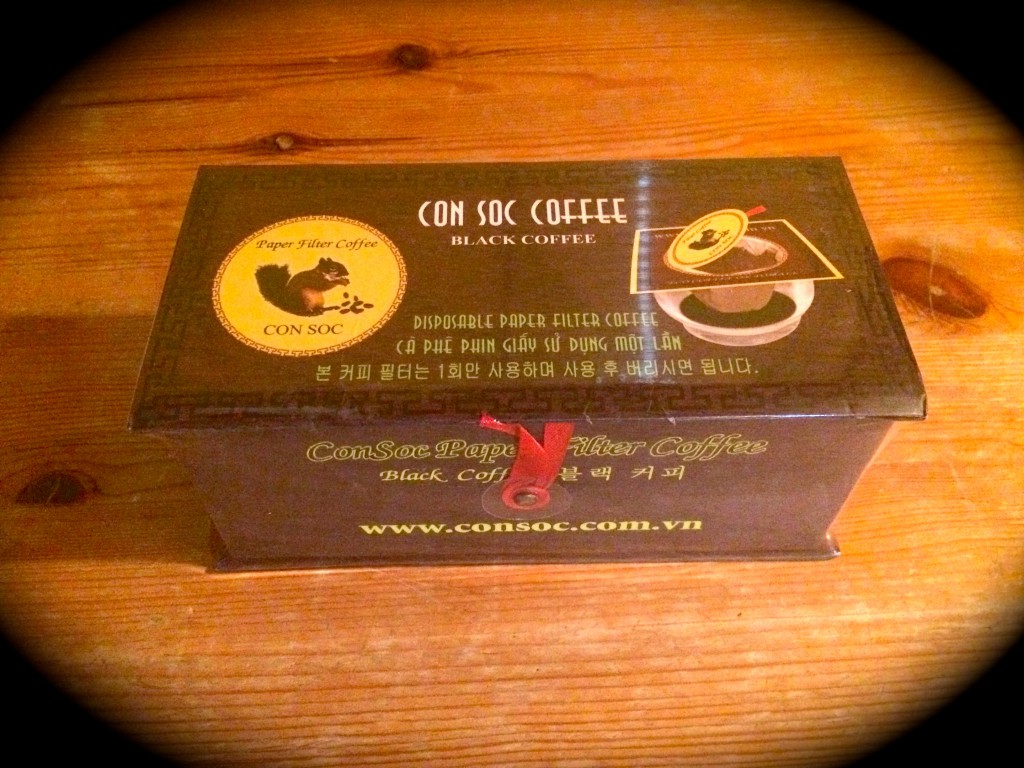 CON SOC COFFEE
BLACK COFFEE
Paper Filter Coffee
CON SOC
DISPOSABLE PAPER FILTER COFFEE
CÀ PHÊ PHIN GIẤY SỬ DỤNG MỘT LẦN
본 커피 필터는 1회만 사용하며 사용 후 버리시면 됩니다.
ConSoc Paper Filter Coffee
Black Coffee 블랙 커피
www.consoc.com.vn